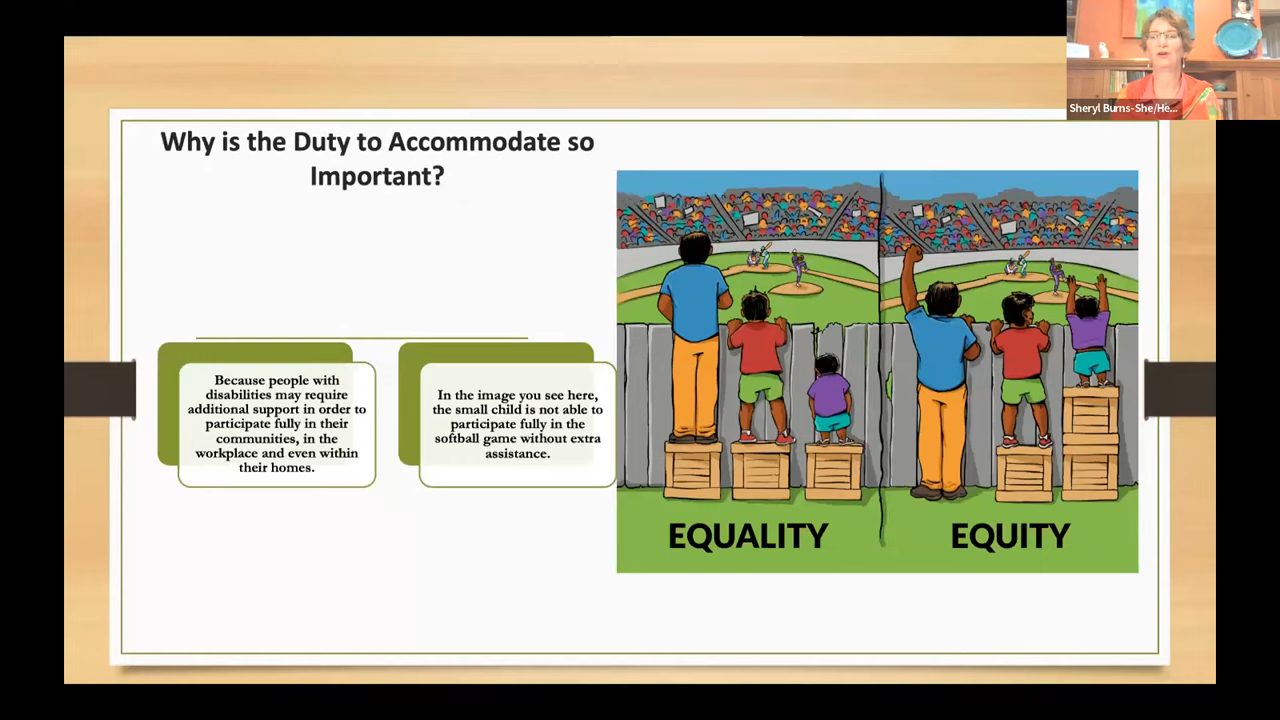 Sheryl Burns-She/He...
Why is the Duty to Accommodate so
Important?
Because people with
disabilities may require
additional support in order to
participate fully in their
communities, in the
workplace and even within
their homes.
In the image you see here,
the small child is not able to
participate fully in the
softball game without extra
assistance.
EQUALITY
EQUITY